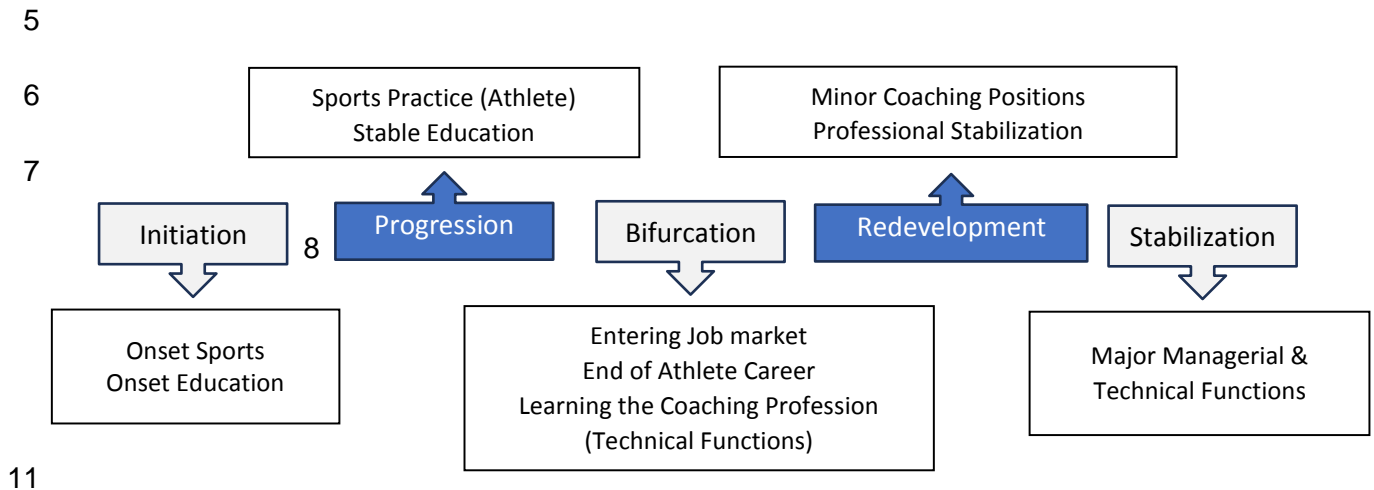 5
6
Sports Practice (Athlete)
Stable Education
Minor Coaching Positions
Professional Stabilization
7
Initiation
8
Progression
Bifurcation
Redevelopment
Stabilization
Onset Sports
Onset Education
Entering Job market
End of Athlete Career
Learning the Coaching Profession
(Technical Functions)
Major Managerial &
Technical Functions
11